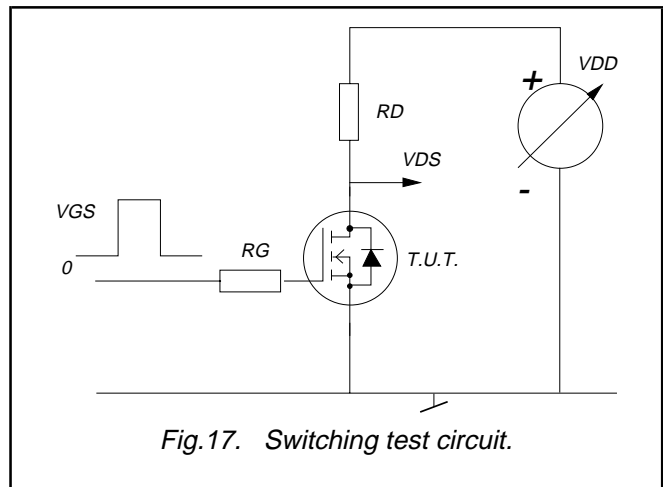 +
VDD
RD
VDS
-
VGS
RG
0
T.U.T.
Fig.17. Switching test circuit.